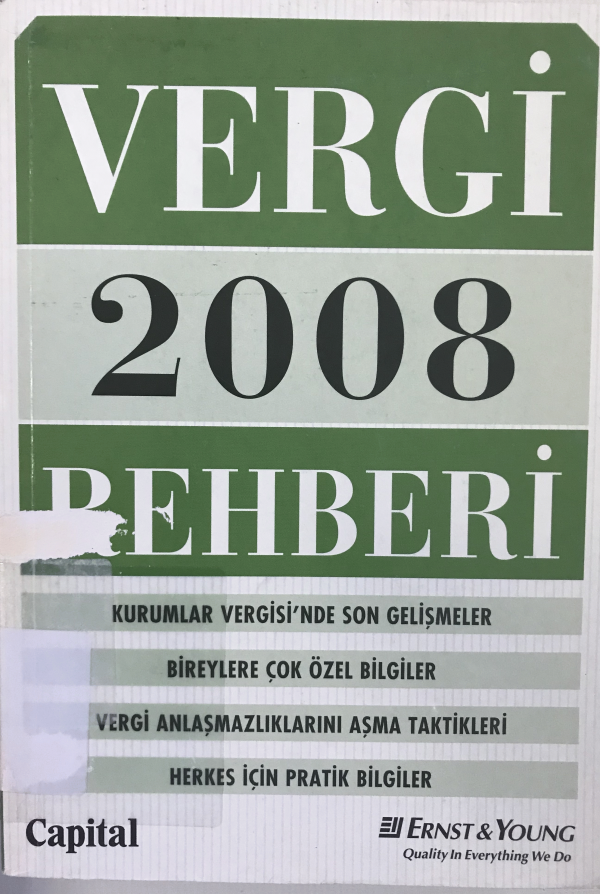 VERGİ
2008
REHBERİ
KURUMLAR VERGİSİ'NDE SON GELİŞMELER
BİREYLERE ÇOK ÖZEL BİLGİLER
VERGİ ANLAŞMAZLIKLARINI AŞMA TAKTİKLERİ
HERKES İÇİN PRATİK BİLGİLER
Capital
ERNST & YOUNG
Quality In Everything We Do